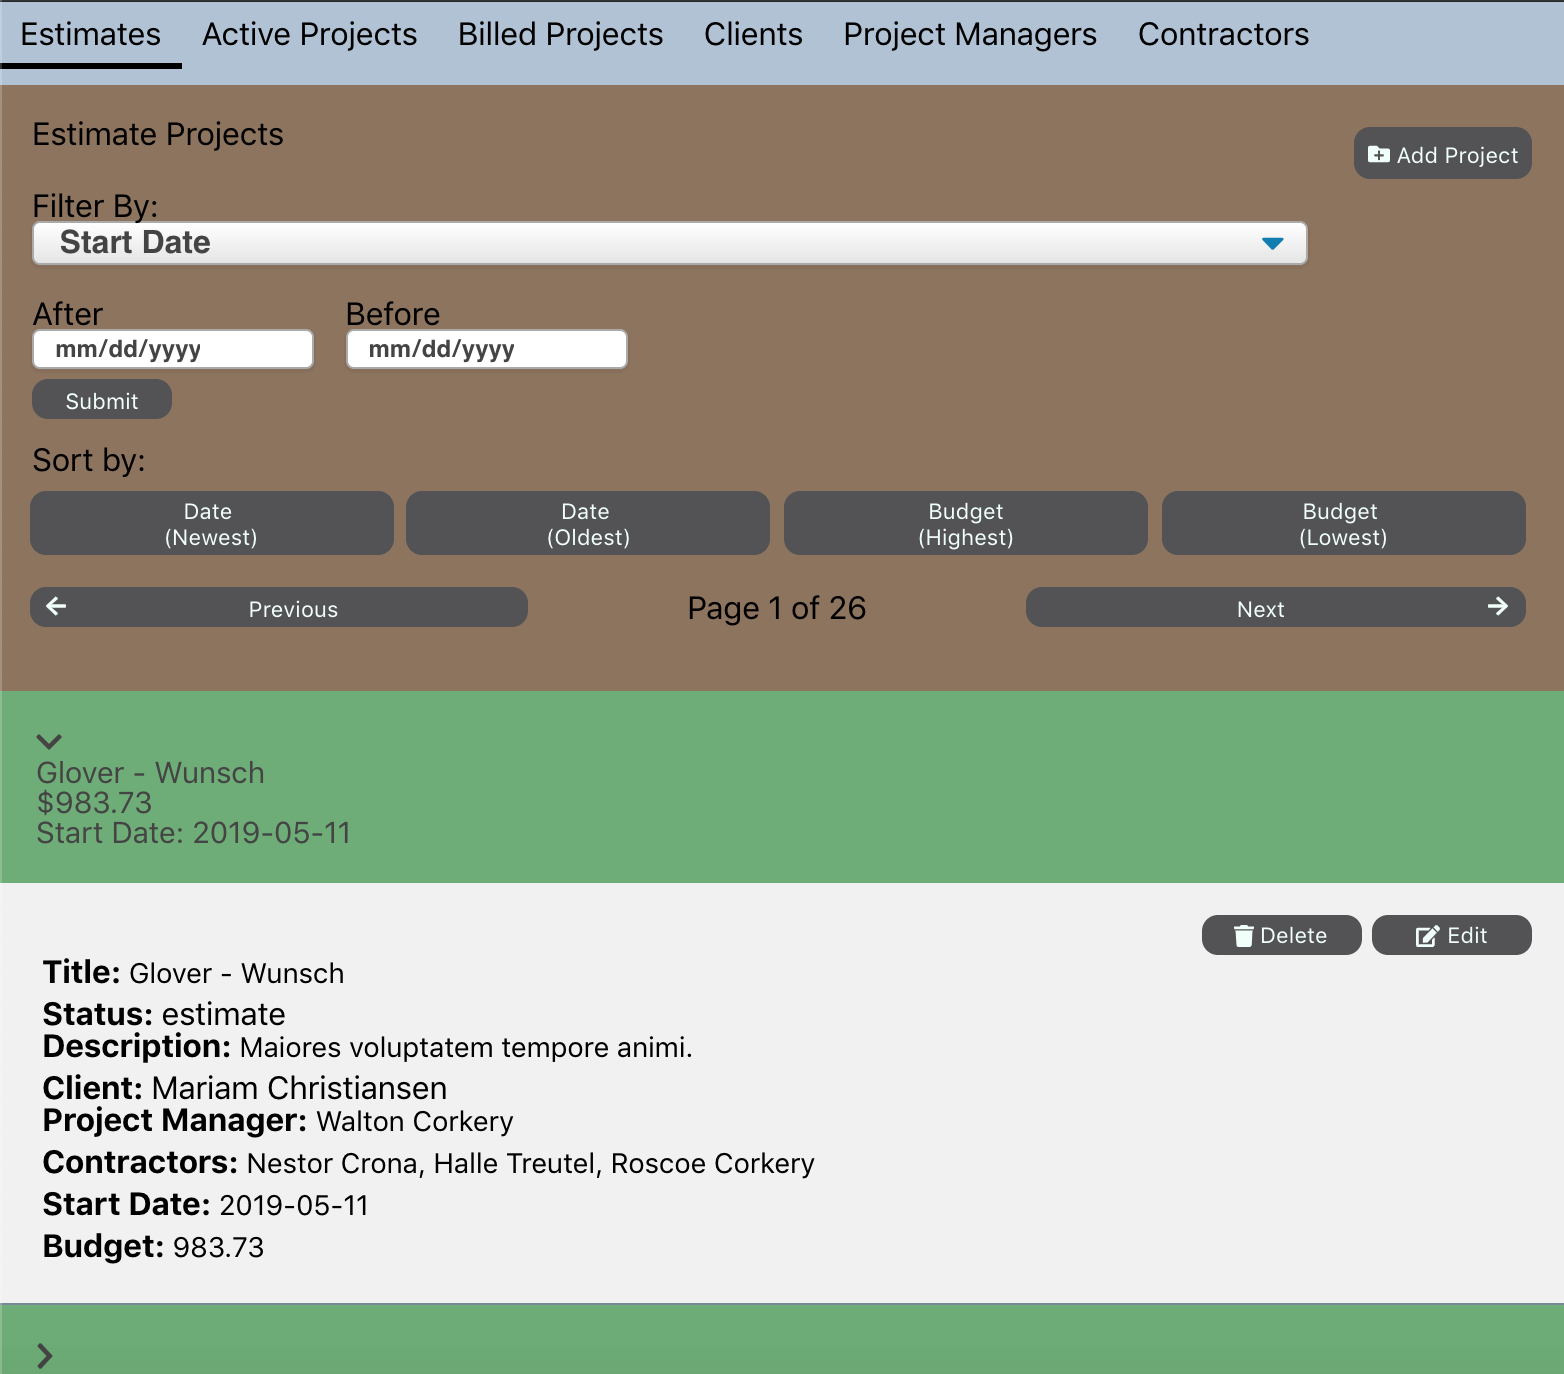 Estimates Active Projects Billed Projects Clients Project Managers Contractors
Estimate Projects
Add Project
Filter By:
Start Date
After Before
mm/dd/yyyy mm/dd/yyyy
Submit
Sort by:
Date (Newest) Date (Oldest) Budget (Highest) Budget (Lowest)
Previous Page 1 of 26 Next
Glover - Wunsch
$983.73
Start Date: 2019-05-11
Delete Edit
Title: Glover - Wunsch
Status: estimate
Description: Maiores voluptatem tempore animi.
Client: Mariam Christiansen
Project Manager: Walton Corkery
Contractors: Nestor Crona, Halle Treutel, Roscoe Corkery
Start Date: 2019-05-11
Budget: 983.73